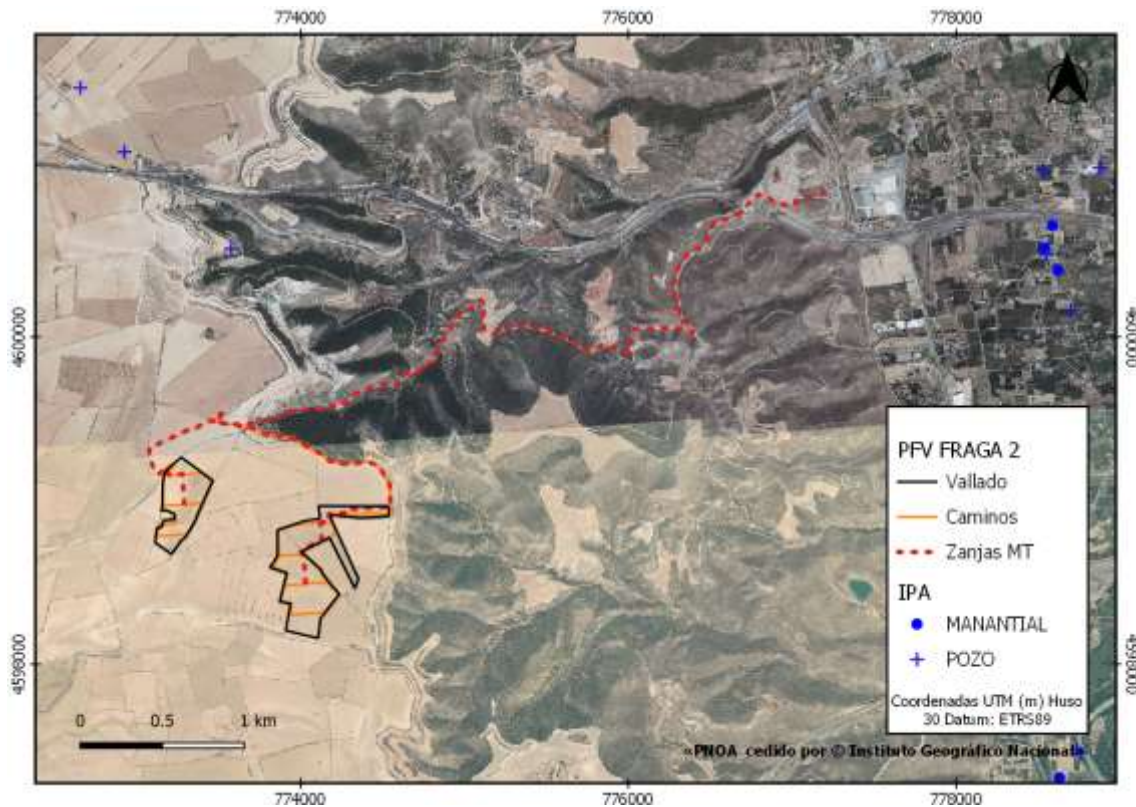 774000 776000 778000
4600000 4600000
4598000 4598000
PFV FRAGA 2
Vallado
Caminos
Zanjas MT
IPA
MANANTIAL
POZO
Coordenadas UTM (m) Huso
30 Datum: ETRS89
0 0.5 1 km
«PNOA cedido por © Instituto Geográfico Nacional»
774000 776000 778000